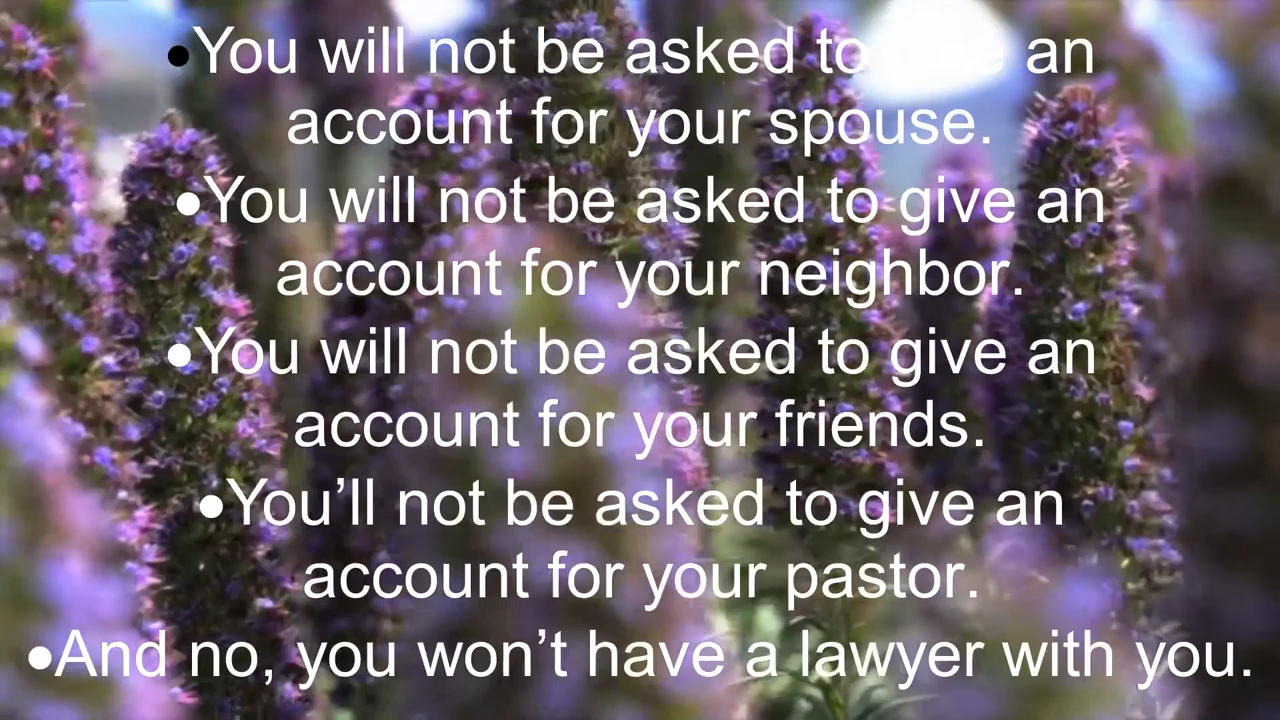 •You will not be asked to give an
account for your spouse.
•You will not be asked to give an
account for your neighbor.
•You will not be asked to give an
account for your friends.
•You’ll not be asked to give an
account for your pastor.
•And no, you won’t have a lawyer with you.